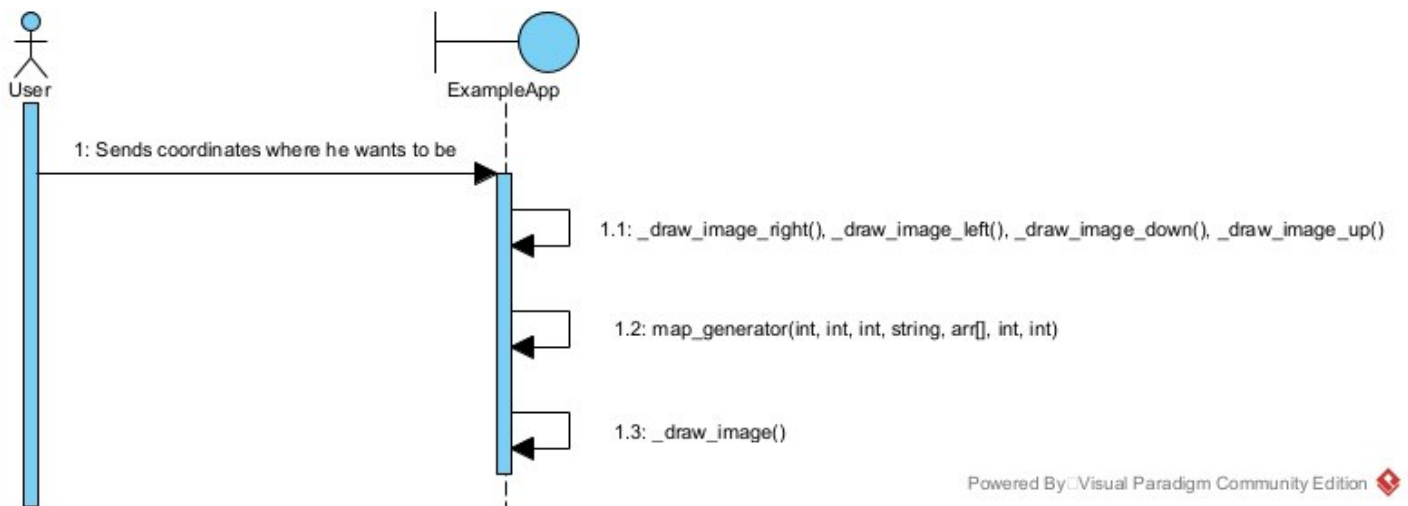 User
ExampleApp
1: Sends coordinates where he wants to be
1.1: _draw_image_right(), _draw_image_left(), _draw_image_down(), _draw_image_up()
1.2: map_generator(int, int, int, string, arr[], int, int)
1.3: _draw_image()
Powered By□Visual Paradigm Community Edition